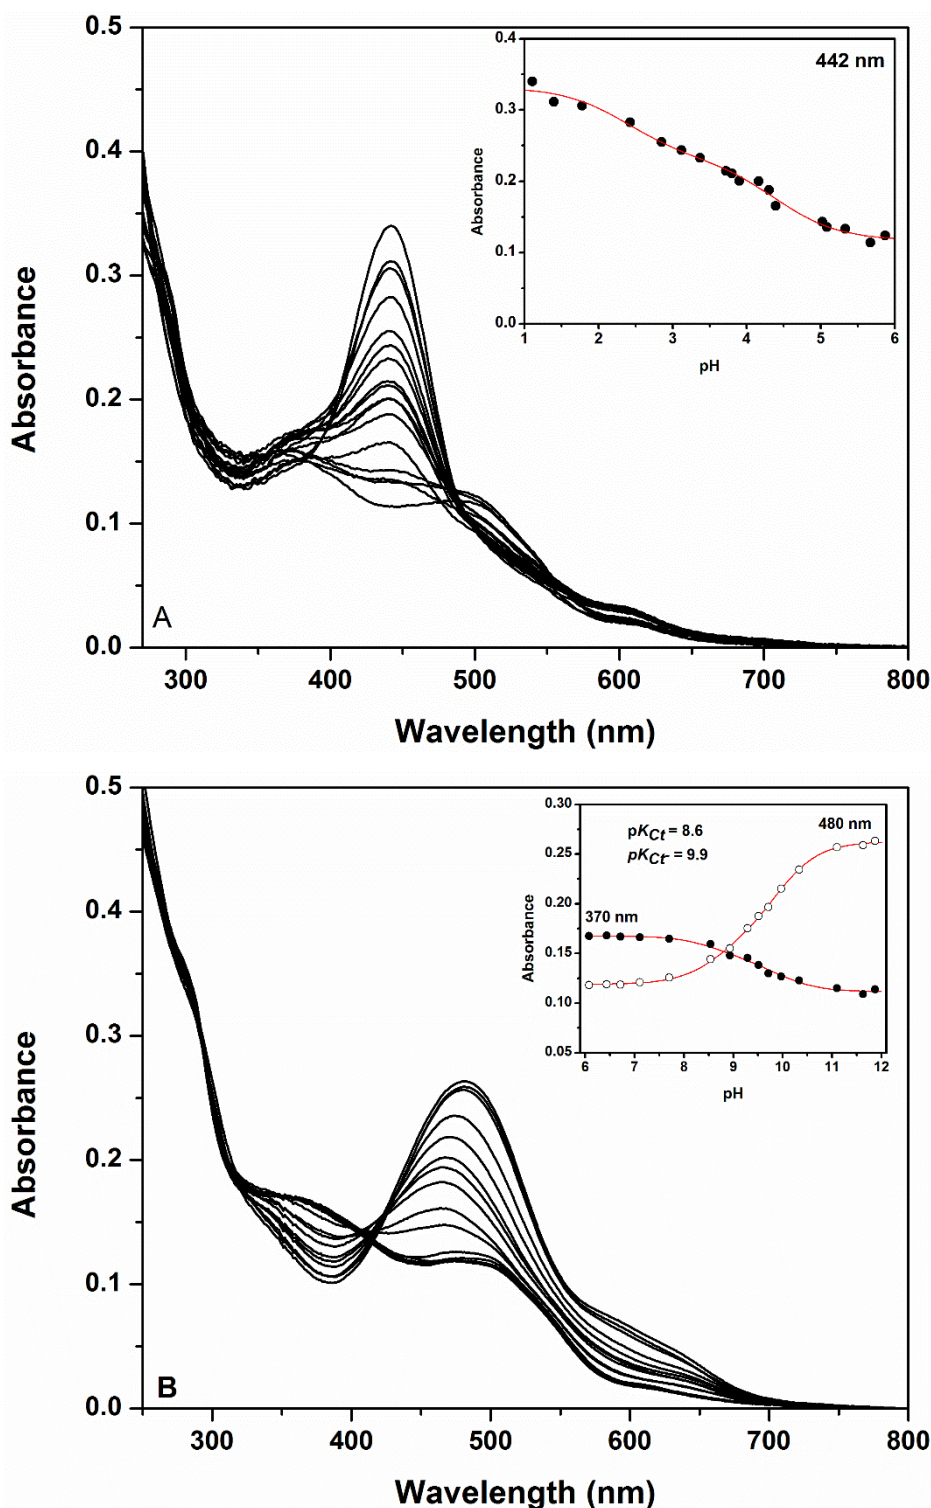 0.5
0.4
0.3
0.2
0.1
0.0
Absorbance
300 400 500 600 700 800
Wavelength (nm)
A
442 nm
0.4
0.3
0.2
0.1
0.0
Absorbance
1 2 3 4 5 6
pH
0.5
0.4
0.3
0.2
0.1
0.0
Absorbance
300 400 500 600 700 800
Wavelength (nm)
B
0.30
0.25
0.20
0.15
0.10
0.05
Absorbance
pKCt = 8.6
pKCt- = 9.9
480 nm
370 nm
6 7 8 9 10 11 12
pH